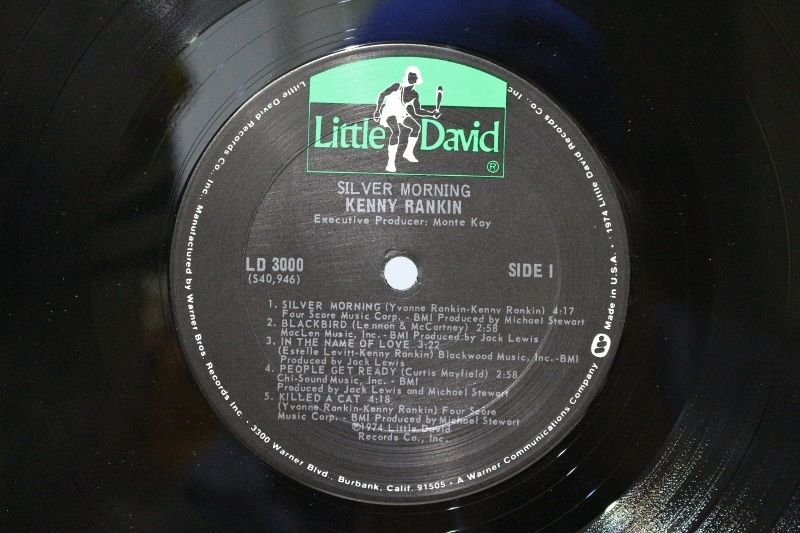 Little David
®
SILVER MORNING
KENNY RANKIN
Executive Producer: Monte Kay
LD 3000
(S40,946)
SIDE 1
1. SILVER MORNING (Yvonne Rankin-Kenny Rankin) 4:17
Four Score Music Corp. - BMI Produced by Michael Stewart
2. BLACKBIRD (Lennon & McCartney) 2:58
MacLen Music, Inc. - BMI Produced by Jack Lewis
3. IN THE NAME OF LOVE 3:22
(Estelle Levitt-Kenny Rankin) Blackwood Music, Inc.-BMI
Produced by Jack Lewis
4. PEOPLE GET READY (Curtis Mayfield) 2:58
Chi-Sound Music, Inc. - BMI
Produced by Jack Lewis and Michael Stewart
5. KILLED A CAT 4:18
(Yvonne Rankin-Kenny Rankin) Four Score
Music Corp. - BMI Produced by Michael Stewart
Ⓟ1974 Little David
Records Co., Inc.
Little David Records Co., Inc., Manufactured by Warner Bros. Records Inc. • 3300 Warner Blvd., Burbank, Calif. 91505 • A Warner Communications Company Made in U.S.A. • 1974 Little David Records Co., Inc.